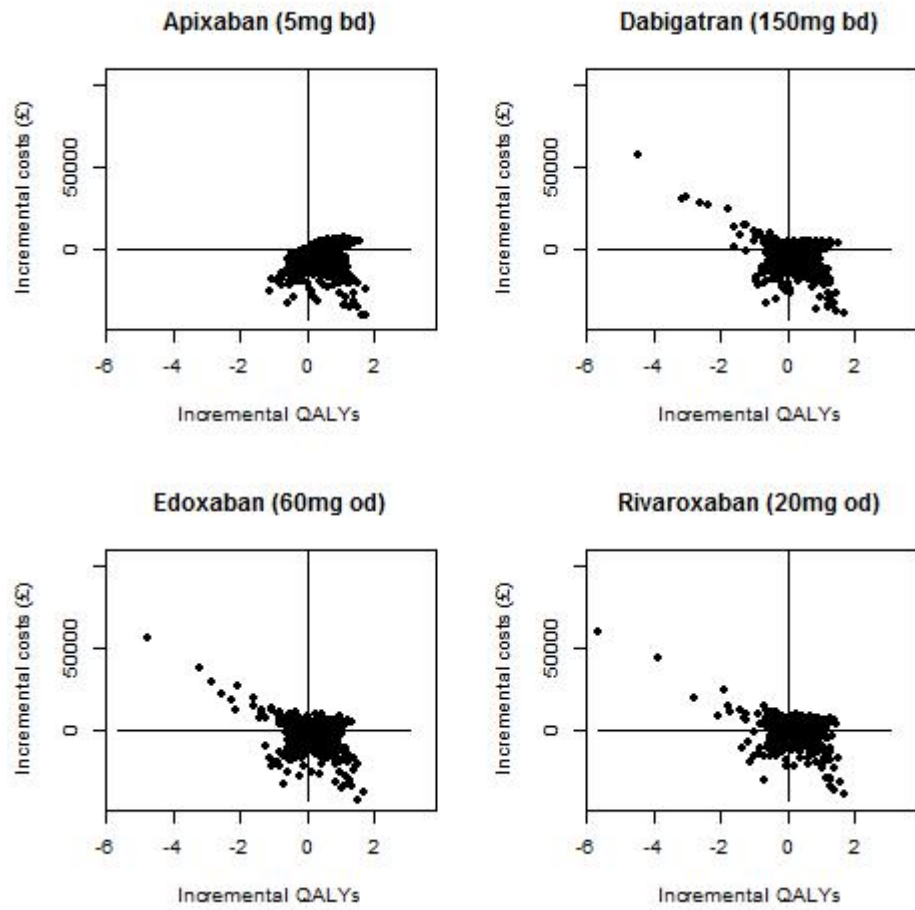 Apixaban (5mg bd)
Incremental costs (£)
0 50000
-6 -4 -2 0 2
Incremental QALYs
Dabigatran (150mg bd)
Incremental costs (£)
0 50000
-6 -4 -2 0 2
Incremental QALYs
Edoxaban (60mg od)
Incremental costs (£)
0 50000
-6 -4 -2 0 2
Incremental QALYs
Rivaroxaban (20mg od)
Incremental costs (£)
0 50000
-6 -4 -2 0 2
Incremental QALYs